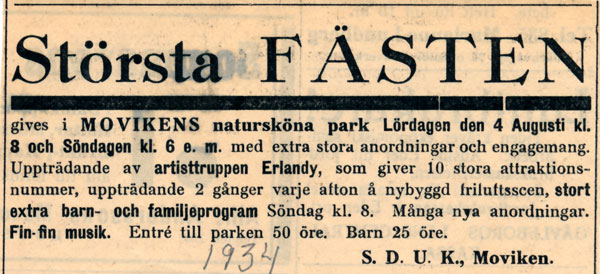 Största FÄSTEN
gives i MOVIKENS natursköna park Lördagen den 4 Augusti kl.
8 och Söndagen kl. 6 e. m. med extra stora anordningar och engagemang.
Uppträdande av artisttruppen Erlandy, som giver 10 stora attraktions-
nummer, uppträdande 2 gånger varje afton å nybyggd friluftsscen, stort
extra barn- och familjeprogram Söndag kl. 8. Många nya anordningar.
Fin-fin musik. Entré till parken 50 öre. Barn 25 öre.
1934 S. D. U. K., Moviken.